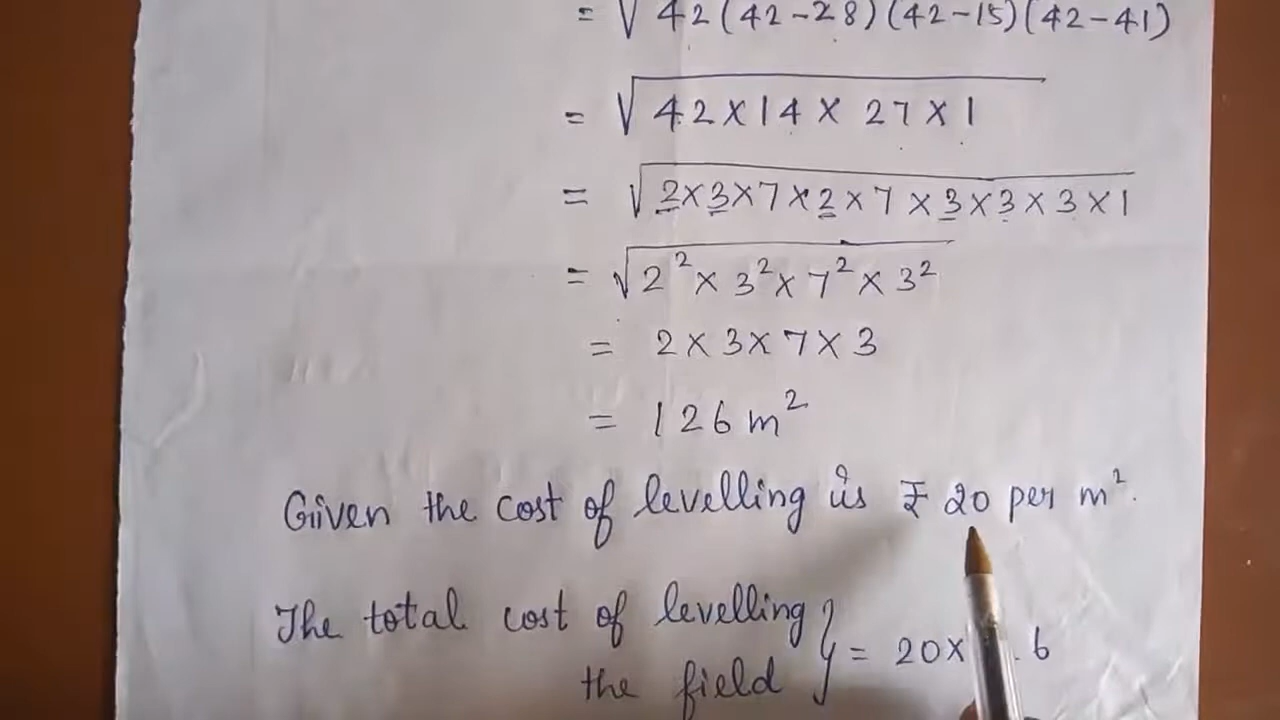 = √42(42-28)(42-15)(42-41)
= √42×14×27×1
= √2×3×7×2×7×3×3×3×1
= √2²×3²×7²×3²
= 2×3×7×3
= 126 m²
Given the cost of levelling is ₹ 20 per m².
The total cost of levelling
the field } = 20× 6